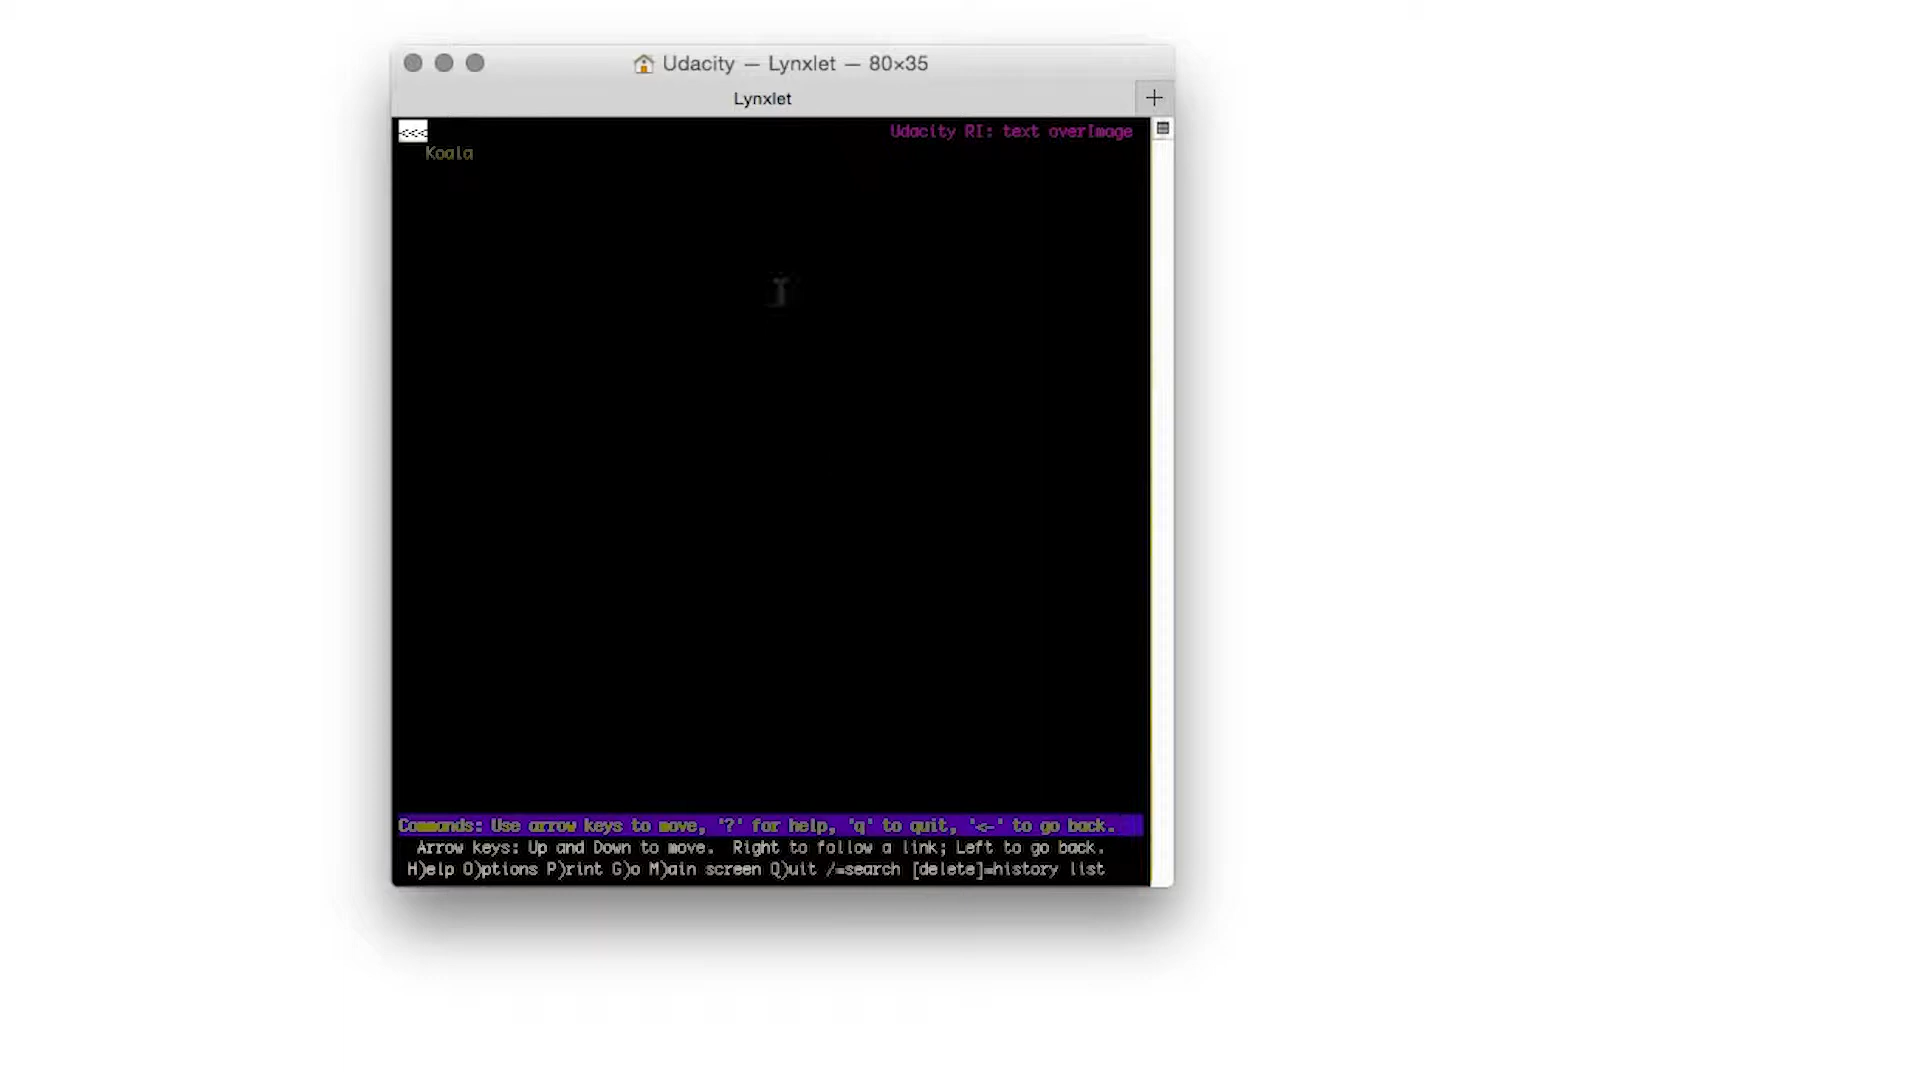 Udacity — Lynxlet — 80×35
Lynxlet
<<< Udacity RI: text overImage
Koala
Commands: Use arrow keys to move, '?' for help, 'q' to quit, '<-' to go back.
Arrow keys: Up and Down to move. Right to follow a link; Left to go back.
H)elp O)ptions P)rint G)o M)ain screen Q)uit /=search [delete]=history list